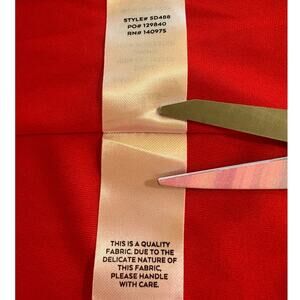 STYLE# SD488
PO# 129840
RN# 140975
THIS IS A QUALITY
FABRIC. DUE TO THE
DELICATE NATURE OF
THIS FABRIC,
PLEASE HANDLE
WITH CARE.